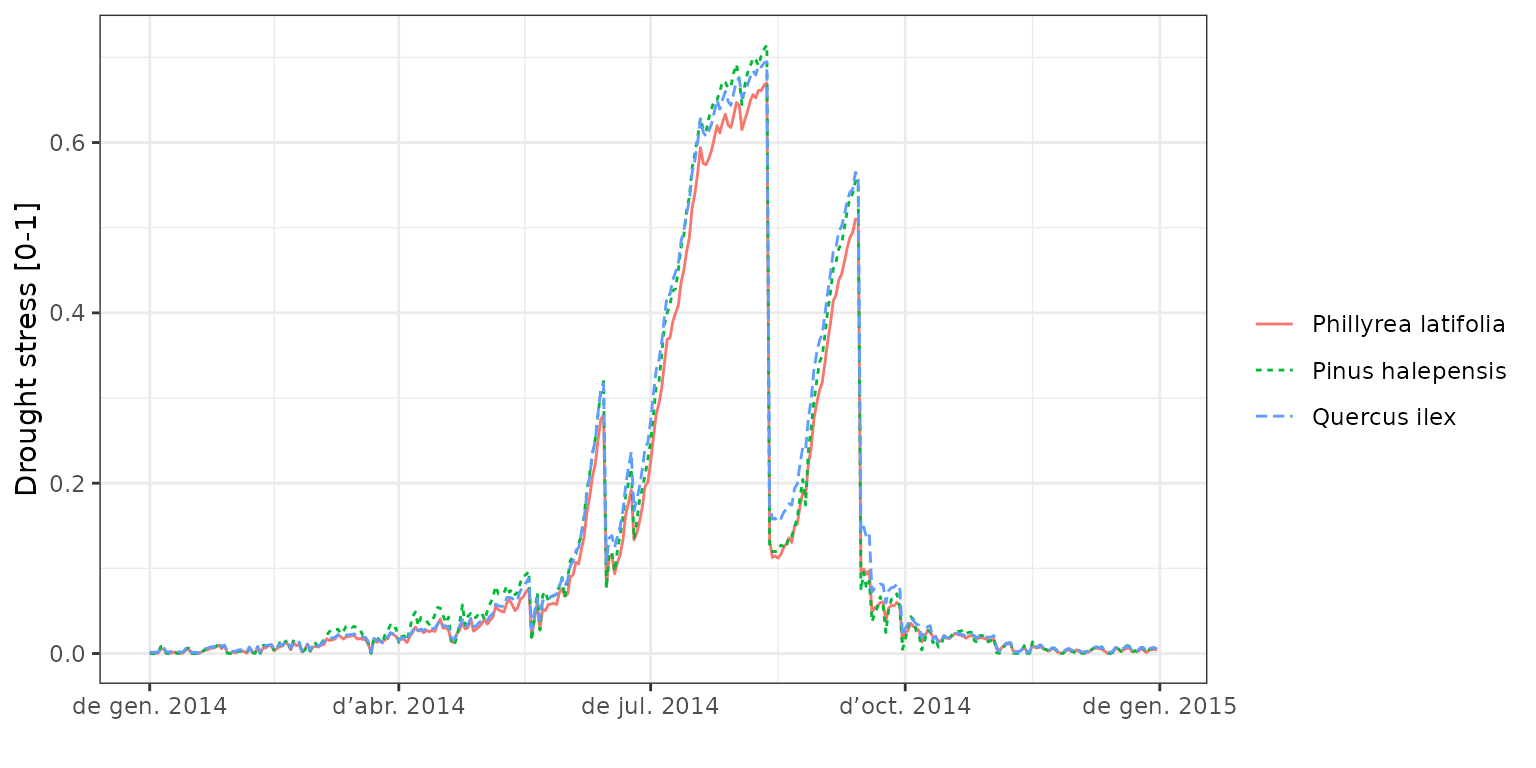 Drought stress [0-1]
0.6
0.4
0.2
0.0
de gen. 2014
d’abr. 2014
de jul. 2014
d’oct. 2014
de gen. 2015
Phillyrea latifolia
Pinus halepensis
Quercus ilex